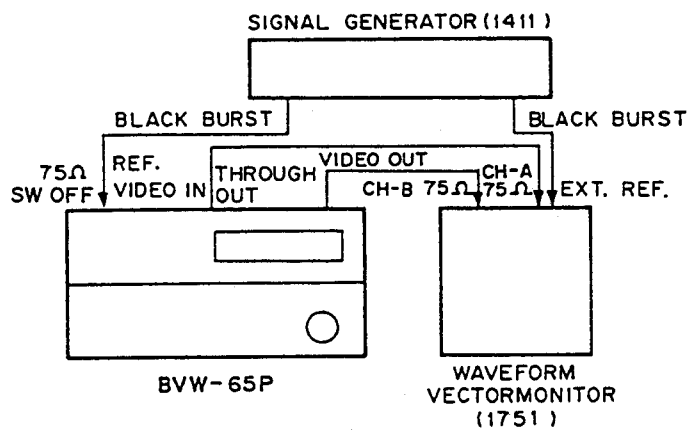 SIGNAL GENERATOR (1411)
BLACK BURST
BLACK BURST
75Ω
SW OFF
REF.
VIDEO IN
THROUGH
OUT
VIDEO OUT
CH-B 75Ω
CH-A
75Ω
EXT. REF.
BVW-65P
WAVEFORM
VECTORMONITOR
(1751)